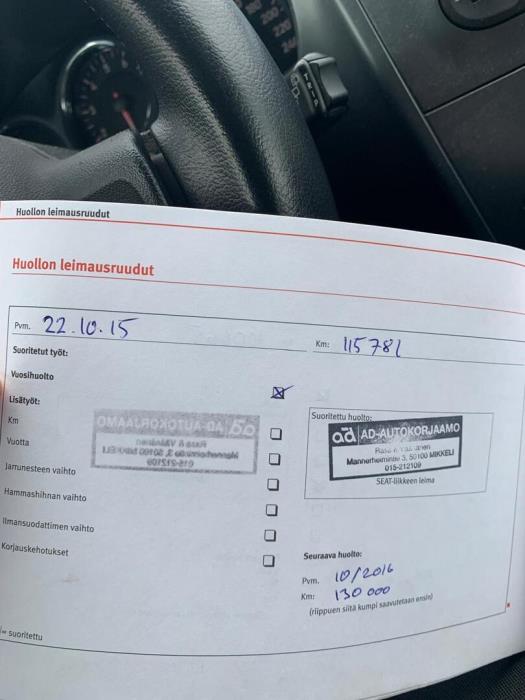 Huollon leimausruudut
Huollon leimausruudut
Pvm. 22.10.15
Km: 115781
Suoritetut työt:
Vuosihuolto
Lisätyöt:
Km
Vuotta
Jarrunesteen vaihto
Hammashihnan vaihto
Ilmansuodattimen vaihto
Korjauskehotukset
Suoritettu huolto:
ad AD-AUTOKORJAAMO
Mannerheimintie 3, 50100 MIKKELI
015-212109
SEAT-liikkeen leima
Seuraava huolto:
Pvm. 10/2016
Km: 130 000
(riippuen siitä kumpi saavutetaan ensin)
= suoritettu